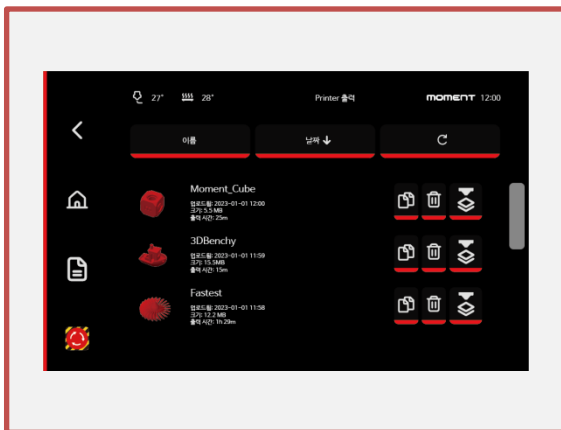 27° 28° Printer 출력 moment 12:00
이름 날짜
Moment_Cube
업로드됨: 2023-01-01 12:00
크기: 5.5 MB
출력 시간: 25m
3DBenchy
업로드됨: 2023-01-01 11:59
크기: 15.5MB
출력 시간: 15m
Fastest
업로드됨: 2023-01-01 11:58
크기: 12.2 MB
출력 시간: 1h 29m